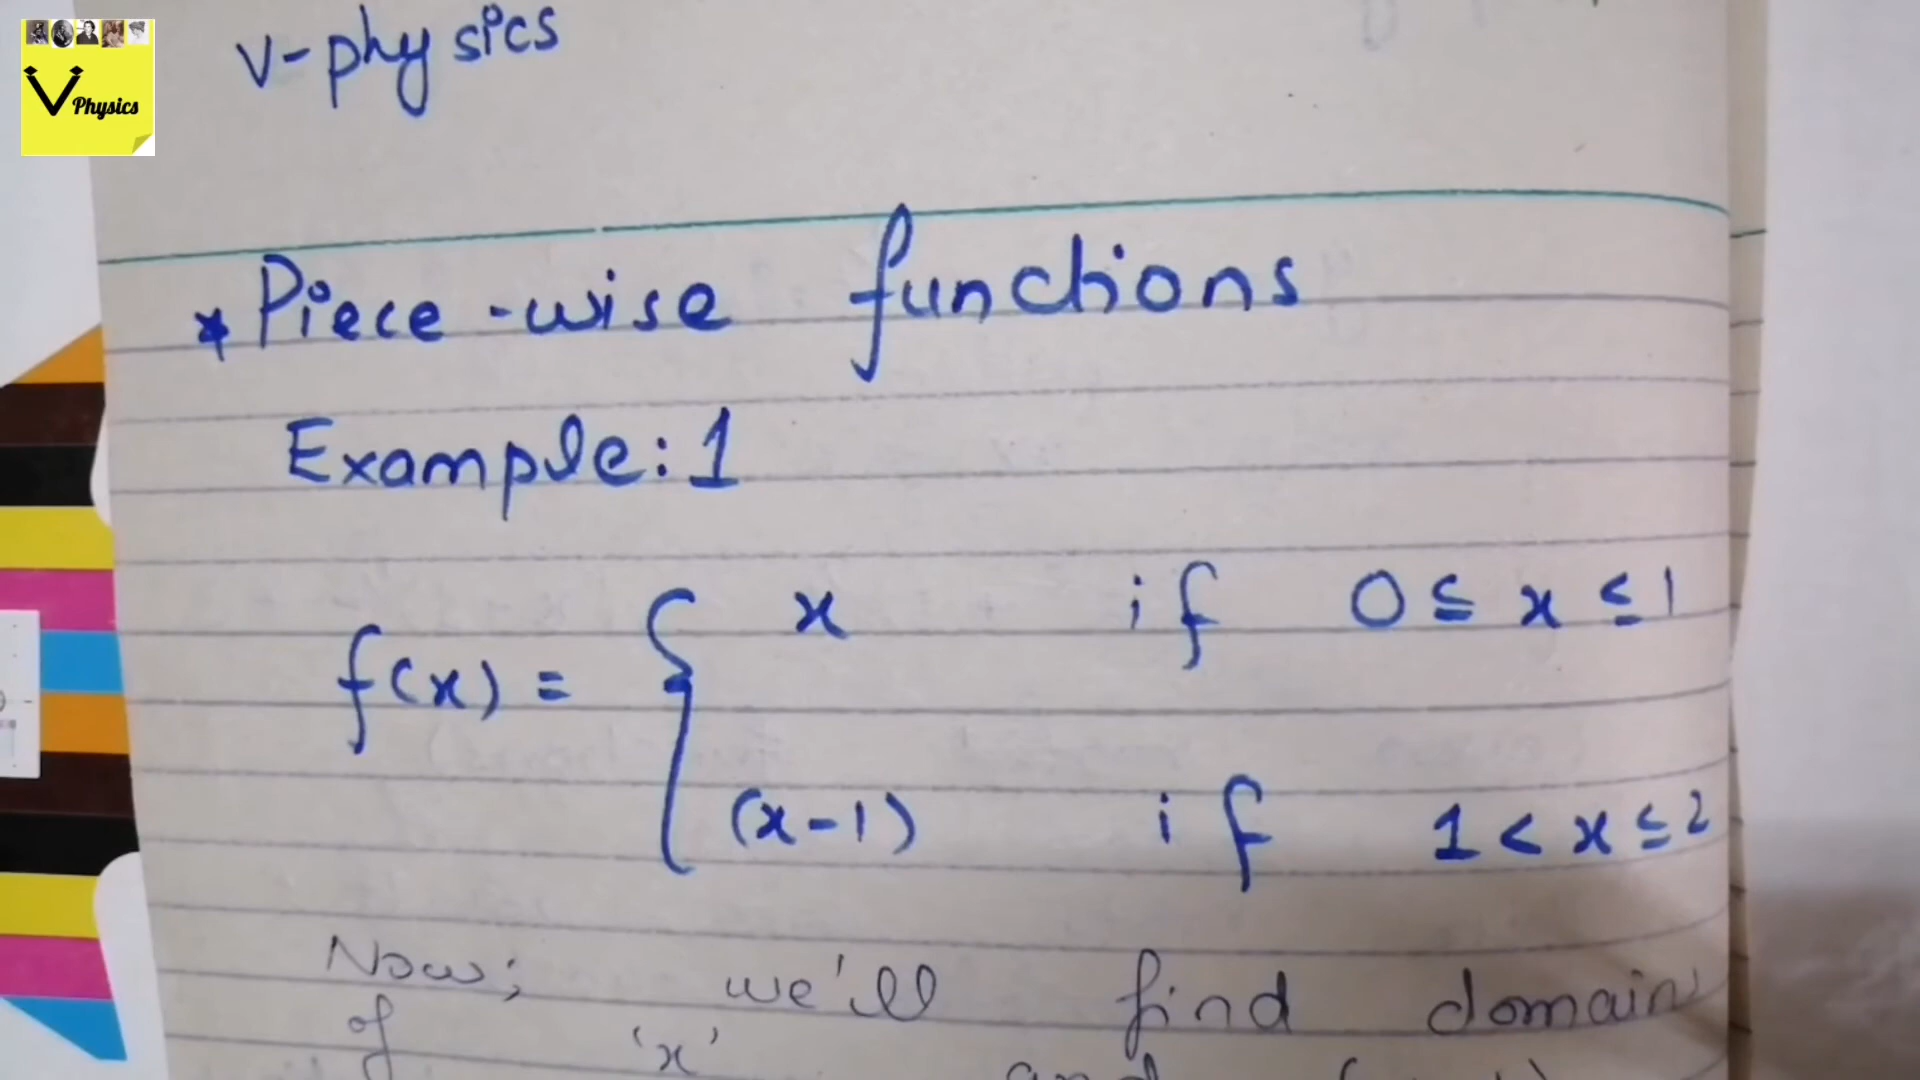 V Physics
v-physics
* Piece-wise functions
Example: 1
f(x) = { x if 0 ≤ x ≤ 1
(x-1) if 1 < x ≤ 2
Now; we'll find domain
of 'x' and